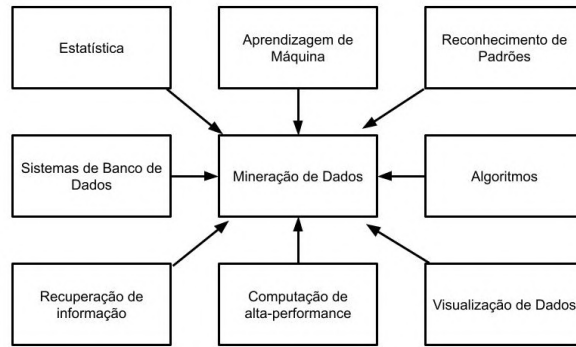 Estatística
Aprendizagem de
Máquina
Reconhecimento de
Padrões
Sistemas de Banco de
Dados
Mineração de Dados
Algoritmos
Recuperação de
informação
Computação de
alta-performance
Visualização de Dados